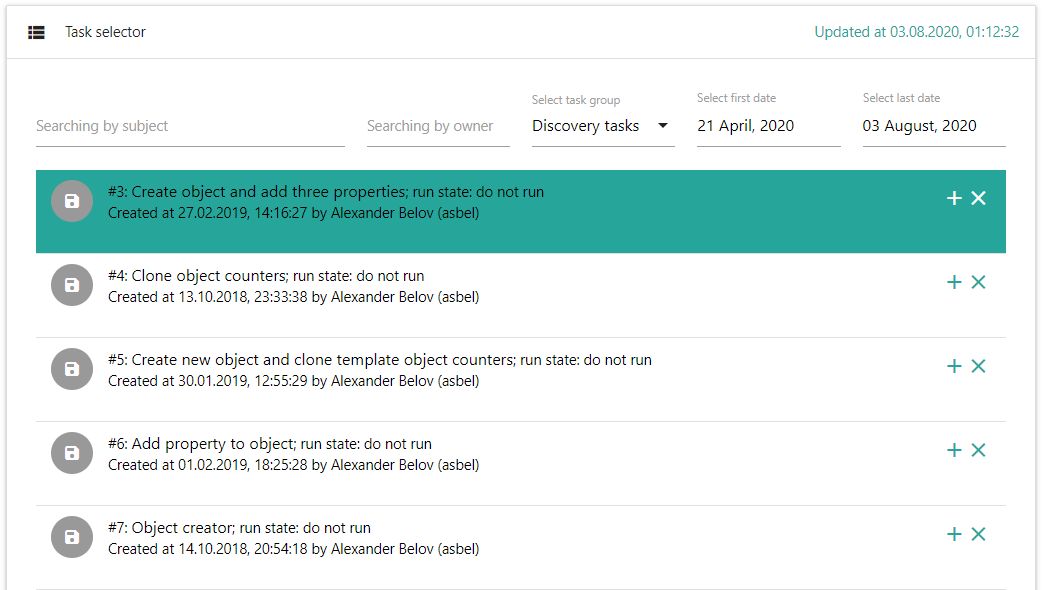 Task selector
Updated at 03.08.2020, 01:12:32
Searching by subject
Searching by owner
Select task group
Discovery tasks
Select first date
21 April, 2020
Select last date
03 August, 2020
#3: Create object and add three properties; run state: do not run
Created at 27.02.2019, 14:16:27 by Alexander Belov (asbel)
#4: Clone object counters; run state: do not run
Created at 13.10.2018, 23:33:38 by Alexander Belov (asbel)
#5: Create new object and clone template object counters; run state: do not run
Created at 30.01.2019, 12:55:29 by Alexander Belov (asbel)
#6: Add property to object; run state: do not run
Created at 01.02.2019, 18:25:28 by Alexander Belov (asbel)
#7: Object creator; run state: do not run
Created at 14.10.2018, 20:54:18 by Alexander Belov (asbel)